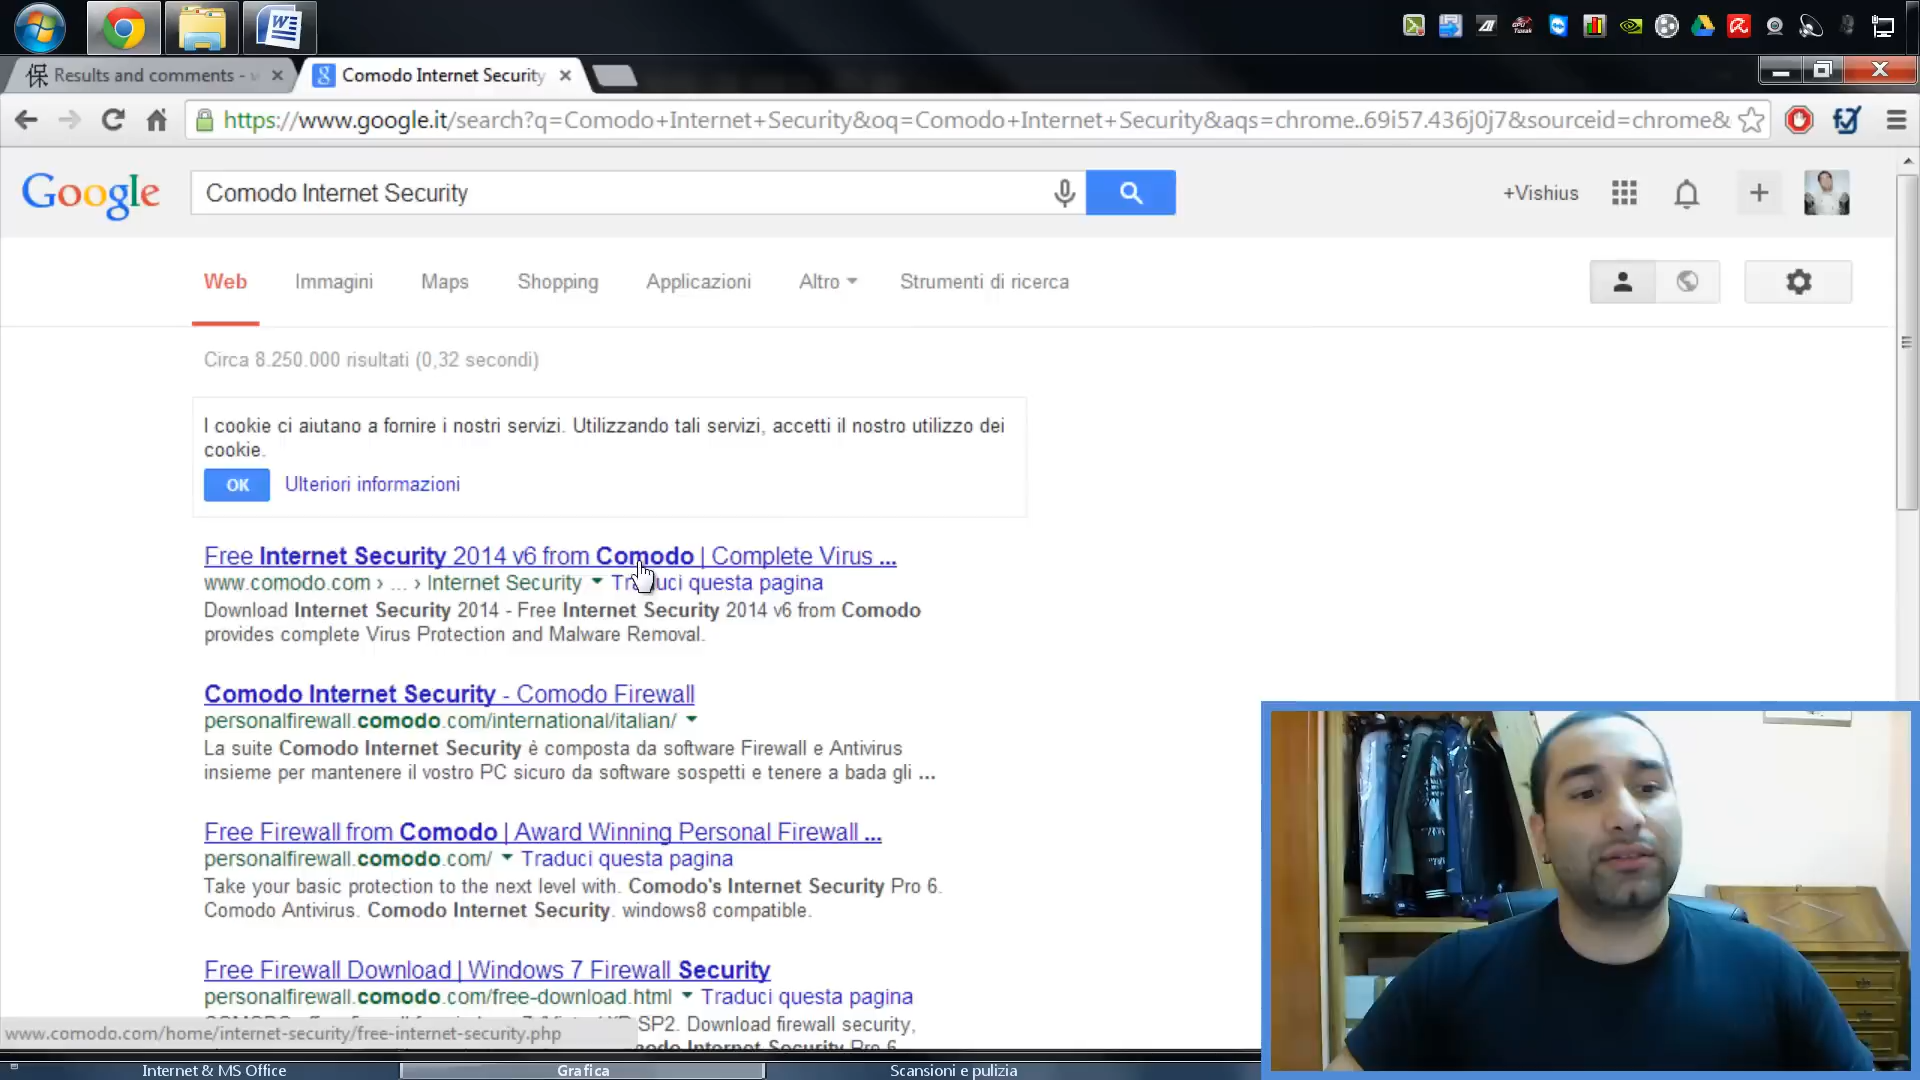 保 Results and comments -
Comodo Internet Security
https://www.google.it/search?q=Comodo+Internet+Security&oq=Comodo+Internet+Security&aqs=chrome..69i57.436j0j7&sourceid=chrome&
Google
Comodo Internet Security
+Vishius
Web Immagini Maps Shopping Applicazioni Altro Strumenti di ricerca
Circa 8.250.000 risultati (0,32 secondi)
I cookie ci aiutano a fornire i nostri servizi. Utilizzando tali servizi, accetti il nostro utilizzo dei
cookie.
OK Ulteriori informazioni
Free Internet Security 2014 v6 from Comodo | Complete Virus ...
www.comodo.com › ... › Internet Security Traduci questa pagina
Download Internet Security 2014 - Free Internet Security 2014 v6 from Comodo
provides complete Virus Protection and Malware Removal.
Comodo Internet Security - Comodo Firewall
personalfirewall.comodo.com/international/italian/
La suite Comodo Internet Security è composta da software Firewall e Antivirus
insieme per mantenere il vostro PC sicuro da software sospetti e tenere a bada gli ...
Free Firewall from Comodo | Award Winning Personal Firewall ...
personalfirewall.comodo.com/ Traduci questa pagina
Take your basic protection to the next level with. Comodo's Internet Security Pro 6.
Comodo Antivirus. Comodo Internet Security. windows8 compatible.
Free Firewall Download | Windows 7 Firewall Security
personalfirewall.comodo.com/free-download.html Traduci questa pagina
SP2. Download firewall security,
Internet Security Pro 6
www.comodo.com/home/internet-security/free-internet-security.php
Internet & MS Office Grafica Scansioni e pulizia